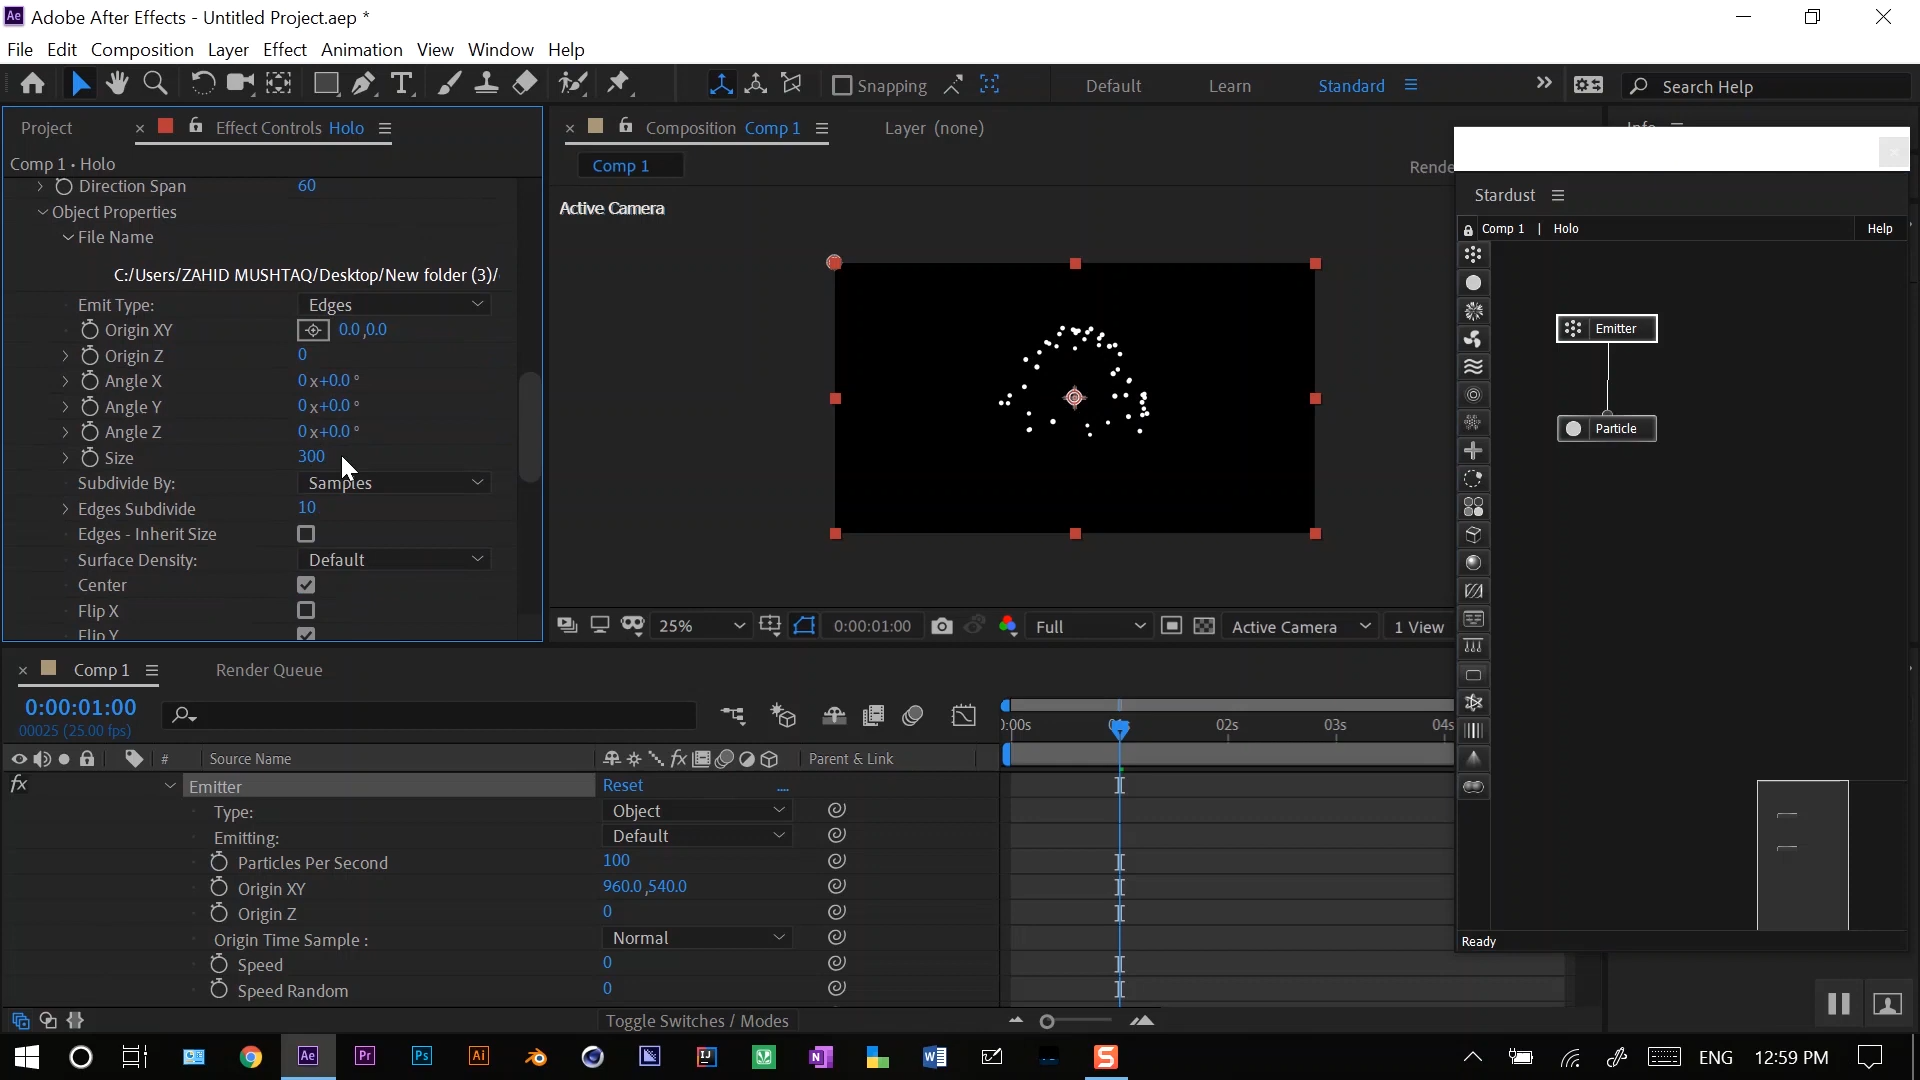 Adobe After Effects - Untitled Project.aep *
File Edit Composition Layer Effect Animation View Window Help
Snapping Default Learn Standard Search Help
Project Effect Controls Holo
Comp 1 • Holo
Direction Span 60
Object Properties
File Name
C:/Users/ZAHID MUSHTAQ/Desktop/New folder (3)/
Emit Type: Edges
Origin XY 0.0,0.0
Origin Z 0
Angle X 0x+0.0°
Angle Y 0x+0.0°
Angle Z 0x+0.0°
Size 300
Subdivide By: Samples
Edges Subdivide 10
Edges - Inherit Size
Surface Density: Default
Center
Flip X
Flip Y
Composition Comp 1 Layer (none)
Comp 1
Active Camera
25% 0:00:01:00 Full Active Camera 1 View
Stardust
Comp 1 | Holo Help
Emitter
Particle
Ready
Comp 1 Render Queue
0:00:01:00
00025 (25.00 fps)
# Source Name Parent & Link
02s 03s 04s
fx Emitter Reset ....
Type: Object
Emitting: Default
Particles Per Second 100
Origin XY 960.0,540.0
Origin Z 0
Origin Time Sample : Normal
Speed 0
Speed Random 0
Toggle Switches / Modes
ENG 12:59 PM